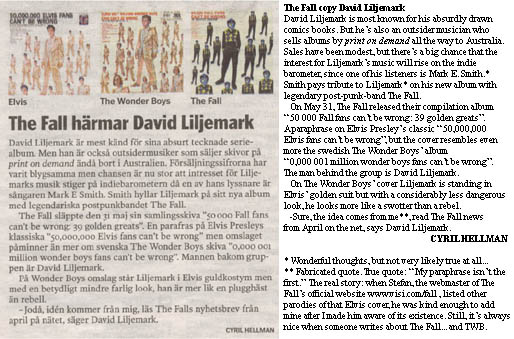 10.000.000 ELVIS FANS
CAN'T BE WRONG
Elvis
The Wonder Boys
The Fall
The Fall härmar David Liljemark
David Liljemark är mest känd för sina absurt tecknade serie-
album. Men han är också outsidermusiker som säljer skivor på
print on demand ändå bort i Australien. Försäljningssiffrorna har
varit blygsamma men chansen är nu stor att intresset för Lilje-
marks musik stiger på indiebarometern då en av hans lyssnare är
sångaren Mark E Smith. Smith hyllar Liljemark på sitt nya album
med legendariska postpunkbandet The Fall.
The Fall släppte den 31 maj sin samlingsskiva "50 000 Fall fans
can't be wrong: 39 golden greats". En parafras på Elvis Presleys
klassiska "50,000,000 Elvis fans can't be wrong" men omslaget
påminner än mer om svenska The Wonder Boys skiva "0,000 001
million wonder boys fans can't be wrong". Mannen bakom grup-
pen är David Liljemark.
På Wonder Boys omslag står Liljemark i Elvis guldkostym men
med en betydligt mindre farlig look, han är mer lik en plugghäst
än rebell.
– Jodå, idén kommer från mig, läs The Falls nyhetsbrev från
april på nätet, säger David Liljemark.
CYRIL HELLMAN
The Fall copy David Liljemark
David Liljemark is most known for his absurdly drawn
comics books. But he's also an outsider musician who
sells albums by print on demand all the way to Australia.
Sales have been modest, but there's a big chance that the
interest for Liljemark's music will rise on the indie
barometer, since one of his listeners is Mark E. Smith.*
Smith pays tribute to Liljemark* on his new album with
legendary post-punk-band The Fall.
On May 31, The Fall released their compilation album
"50 000 Fall fans can't be wrong: 39 golden greats".
A paraphrase on Elvis Presley's classic "50,000,000
Elvis fans can't be wrong", but the cover resembles even
more the swedish The Wonder Boys' album
"0,000 001 million wonder boys fans can't be wrong".
The man behind the group is David Liljemark.
On The Wonder Boys' cover Liljemark is standing in
Elvis' golden suit but with a considerably less dangerous
look, he looks more like a swotter than a rebel.
-Sure, the idea comes from me**, read The Fall news
from April on the net, says David Liljemark.
CYRIL HELLMAN
* Wonderful thoughts, but not very likely true at all...
** Fabricated quote. True quote: "My paraphrase isn't the
first." The real story: when Stefan, the webmaster of The
Fall's official website www.visi.com/fall, listed other
parodies of that Elvis cover, he was kind enough to add
mine after I made him aware of its existence. Still, it's always
nice when someone writes about The Fall... and TWB.